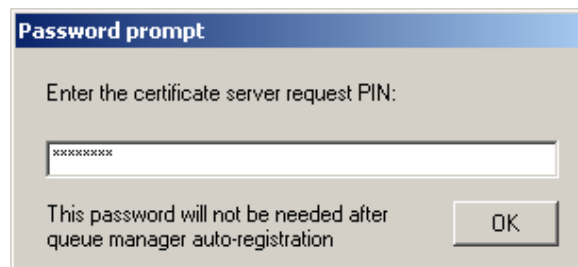 Password prompt
Enter the certificate server request PIN:
xxxxxxxx
This password will not be needed after
queue manager auto-registration
OK